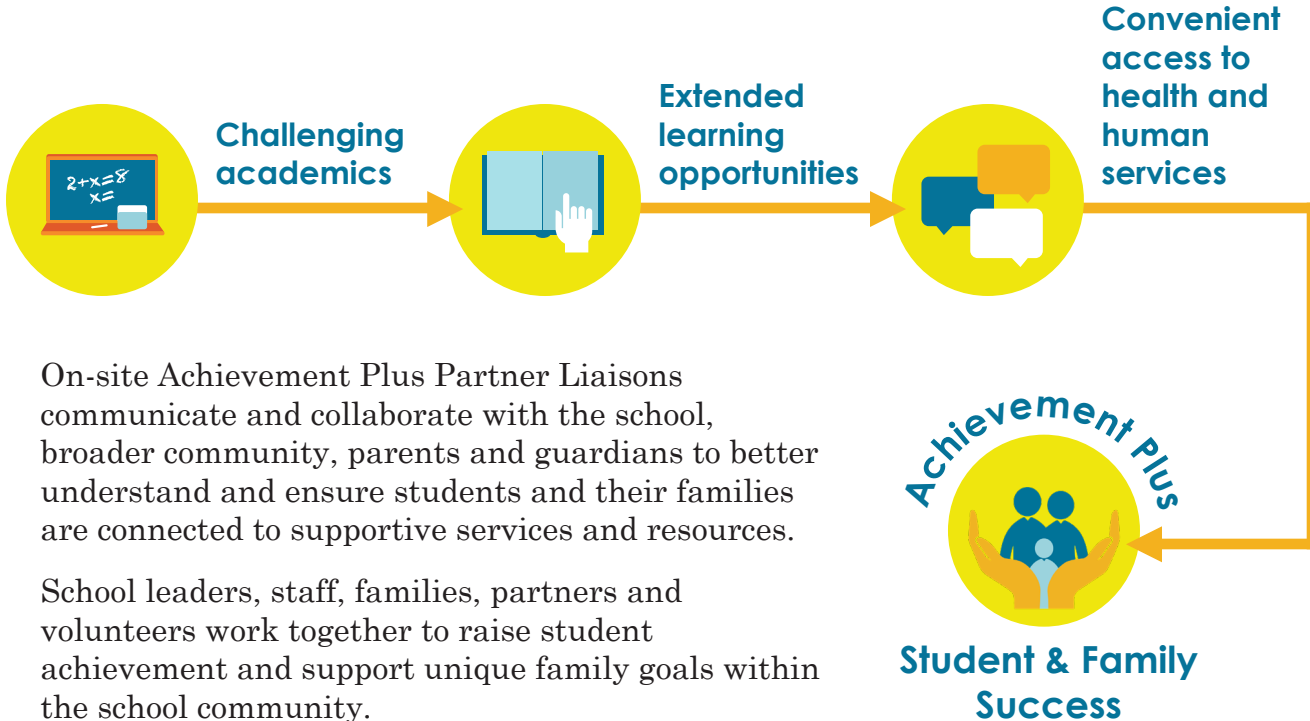 Convenient
access to
health and
human
services
Extended
learning
opportunities
Challenging
academics
2+x=8
x=
On-site Achievement Plus Partner Liaisons
communicate and collaborate with the school,
broader community, parents and guardians to better
understand and ensure students and their families
are connected to supportive services and resources.
School leaders, staff, families, partners and
volunteers work together to raise student
achievement and support unique family goals within
the school community.
Achievement Plus
Student & Family
Success